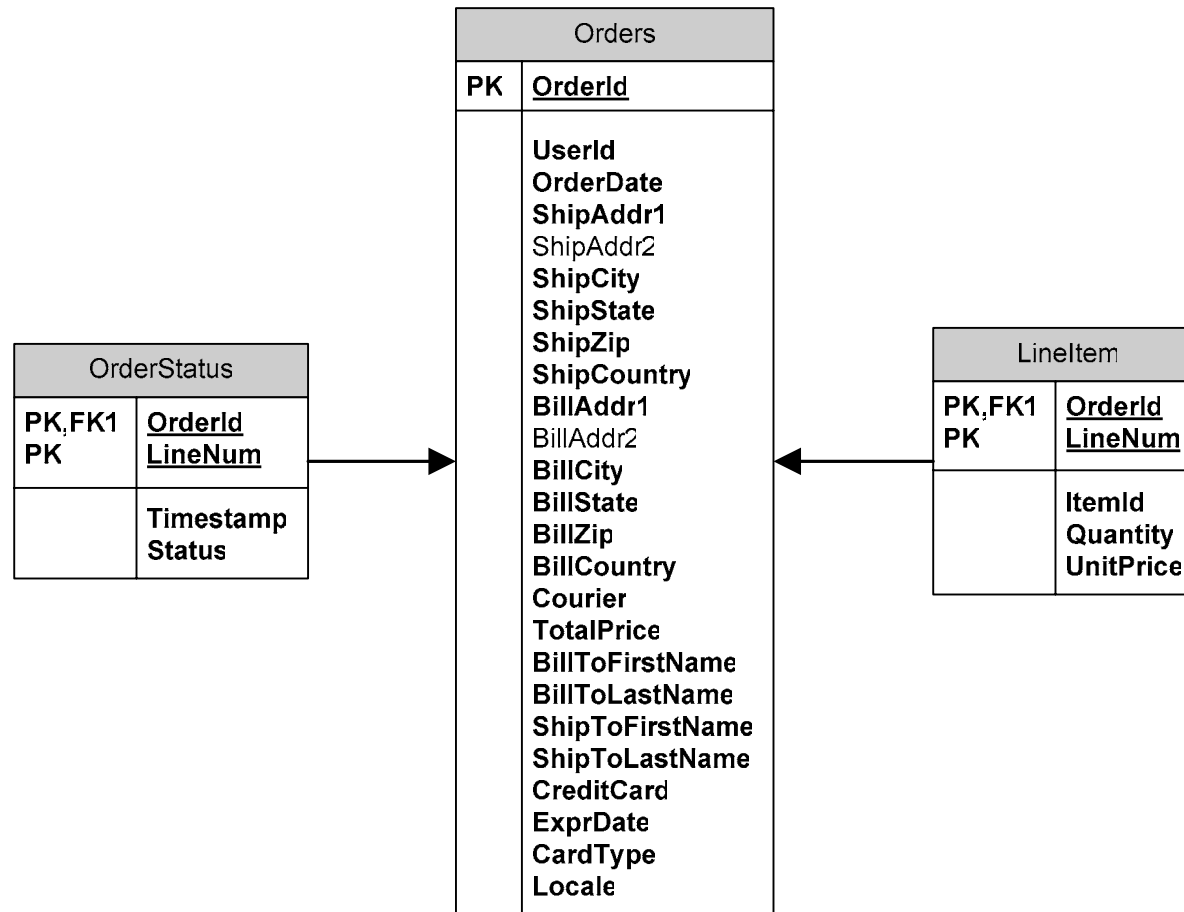 Orders
PK OrderId
UserId
OrderDate
ShipAddr1
ShipAddr2
ShipCity
ShipState
ShipZip
ShipCountry
BillAddr1
BillAddr2
BillCity
BillState
BillZip
BillCountry
Courier
TotalPrice
BillToFirstName
BillToLastName
ShipToFirstName
ShipToLastName
CreditCard
ExprDate
CardType
Locale
OrderStatus
PK,FK1 OrderId
PK LineNum
Timestamp
Status
LineItem
PK,FK1 OrderId
PK LineNum
ItemId
Quantity
UnitPrice